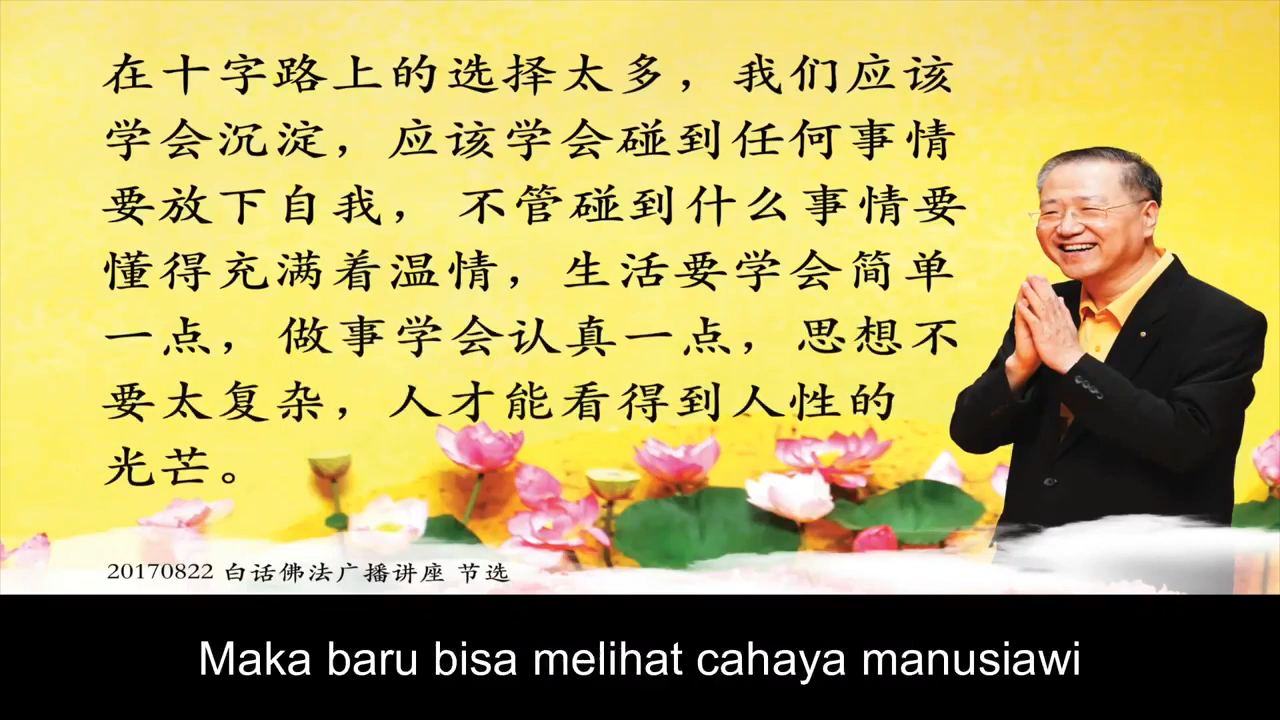 在十字路上的选择太多，我们应该
学会沉淀，应该学会碰到任何事情
要放下自我，不管碰到什么事情要
懂得充满着温情，生活要学会简单
一点，做事学会认真一点，思想不
要太复杂，人才能看得到人性的
光芒。
20170822 白话佛法广播讲座 节选
Maka baru bisa melihat cahaya manusiawi